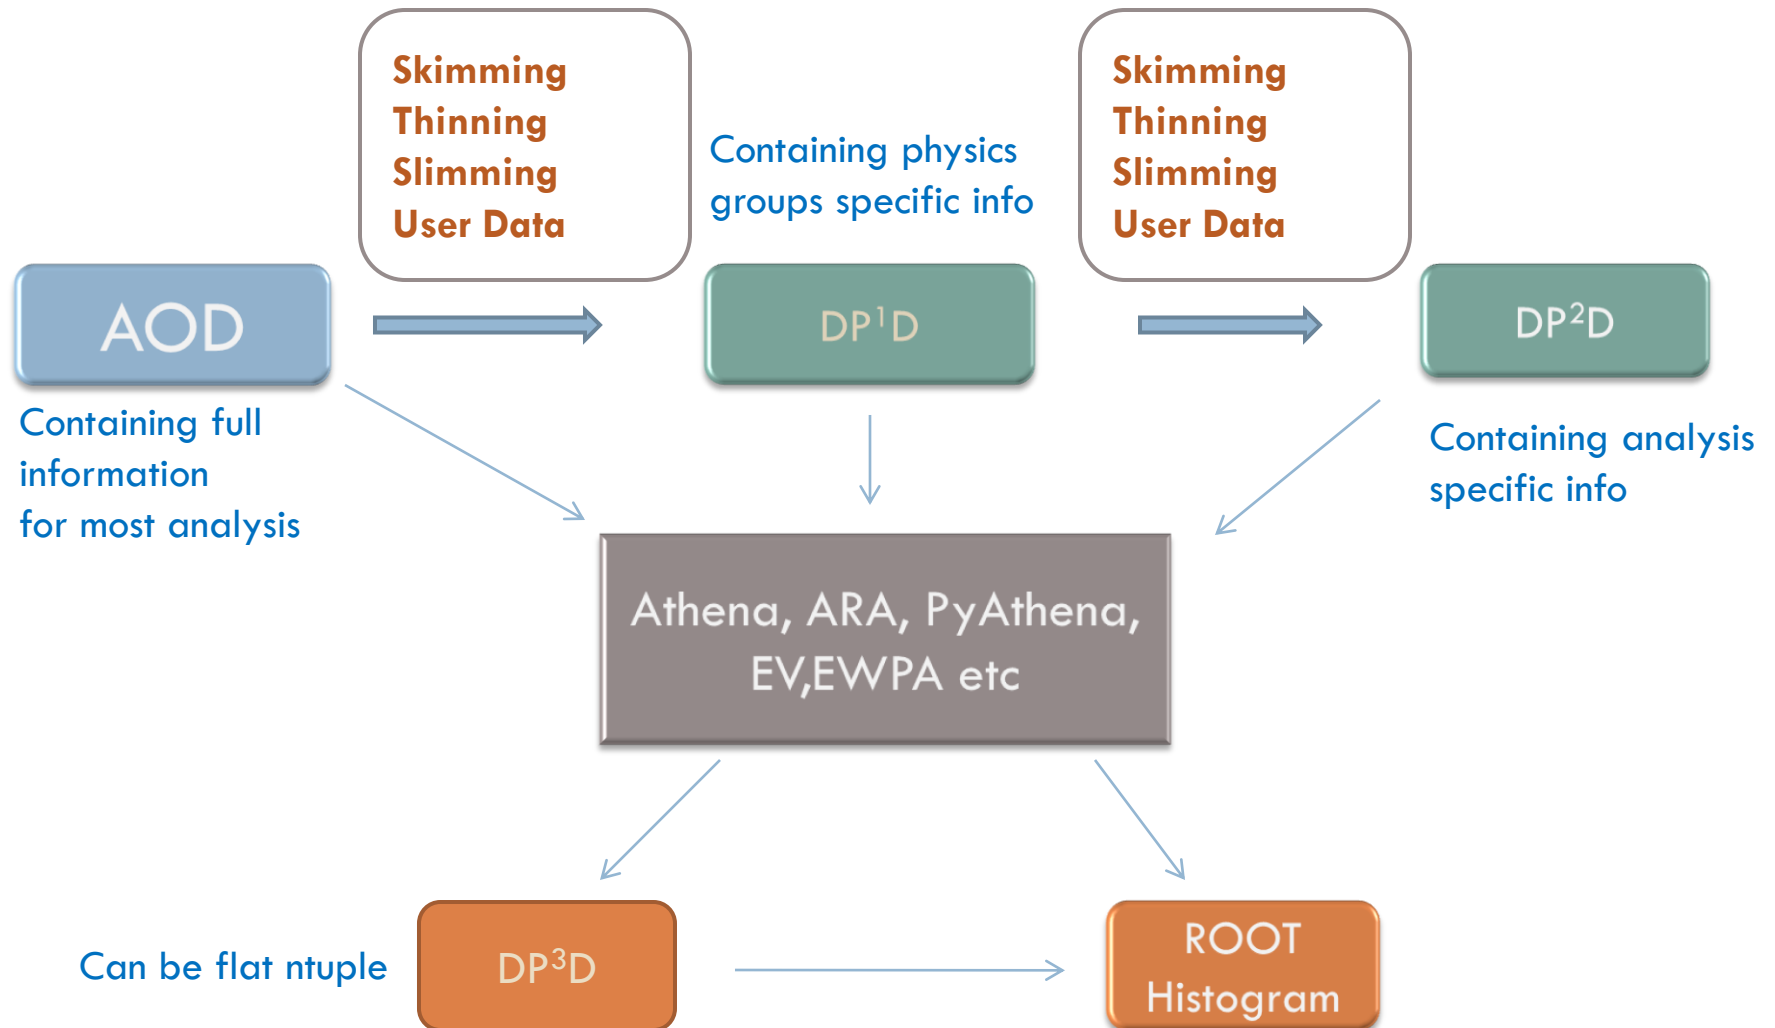 Skimming
Thinning
Slimming
User Data
Containing physics
groups specific info
Skimming
Thinning
Slimming
User Data
AOD
DP¹D
DP²D
Containing full
information
for most analysis
Containing analysis
specific info
Athena, ARA, PyAthena,
EV,EWPA etc
Can be flat ntuple
DP³D
ROOT
Histogram